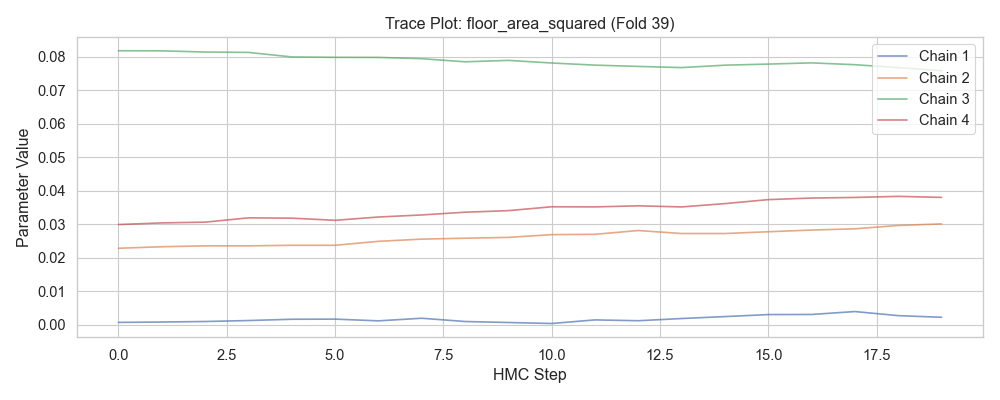 Trace Plot: floor_area_squared (Fold 39)
Parameter Value
0.08
0.07
0.06
0.05
0.04
0.03
0.02
0.01
0.00
Chain 1
Chain 2
Chain 3
Chain 4
0.0 2.5 5.0 7.5 10.0 12.5 15.0 17.5
HMC Step